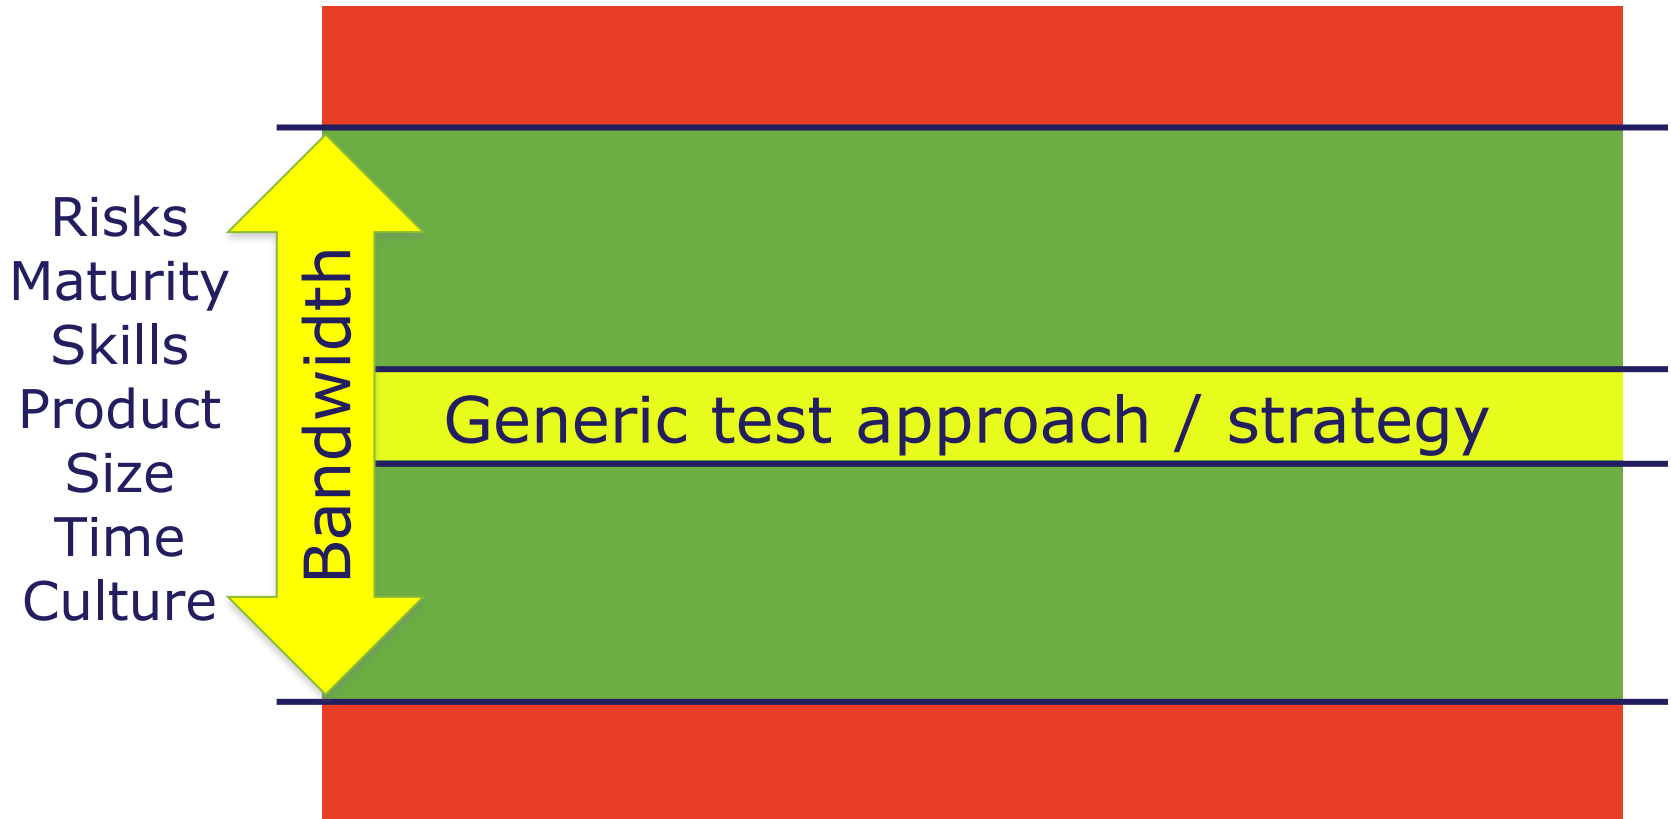 Risks
Maturity
Skills
Product
Size
Time
Culture
Bandwidth
Generic test approach / strategy